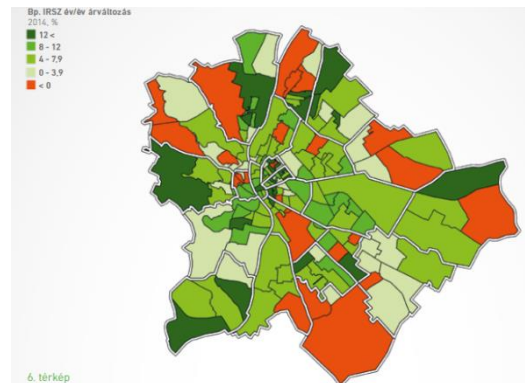 Bp. IRSZ év/év árváltozás
2014, %
12 <
8 - 12
4 - 7,9
0 - 3,9
< 0
6. térkép